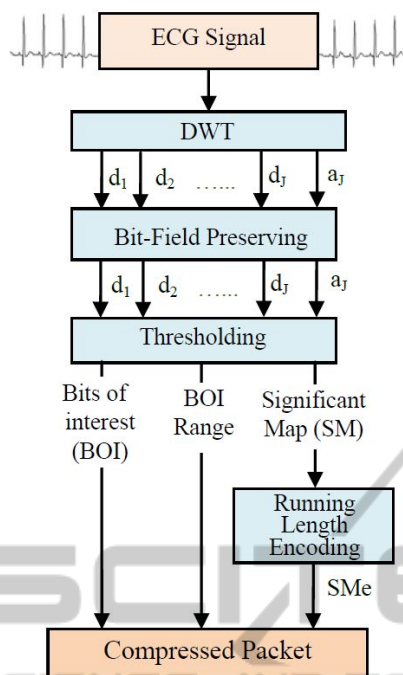 ECG Signal
DWT
d1 d2 …... dJ aJ
Bit-Field Preserving
d1 d2 …... dJ aJ
Thresholding
Bits of
interest
(BOI)
BOI
Range
Significant
Map (SM)
Running
Length
Encoding
SMe
Compressed Packet